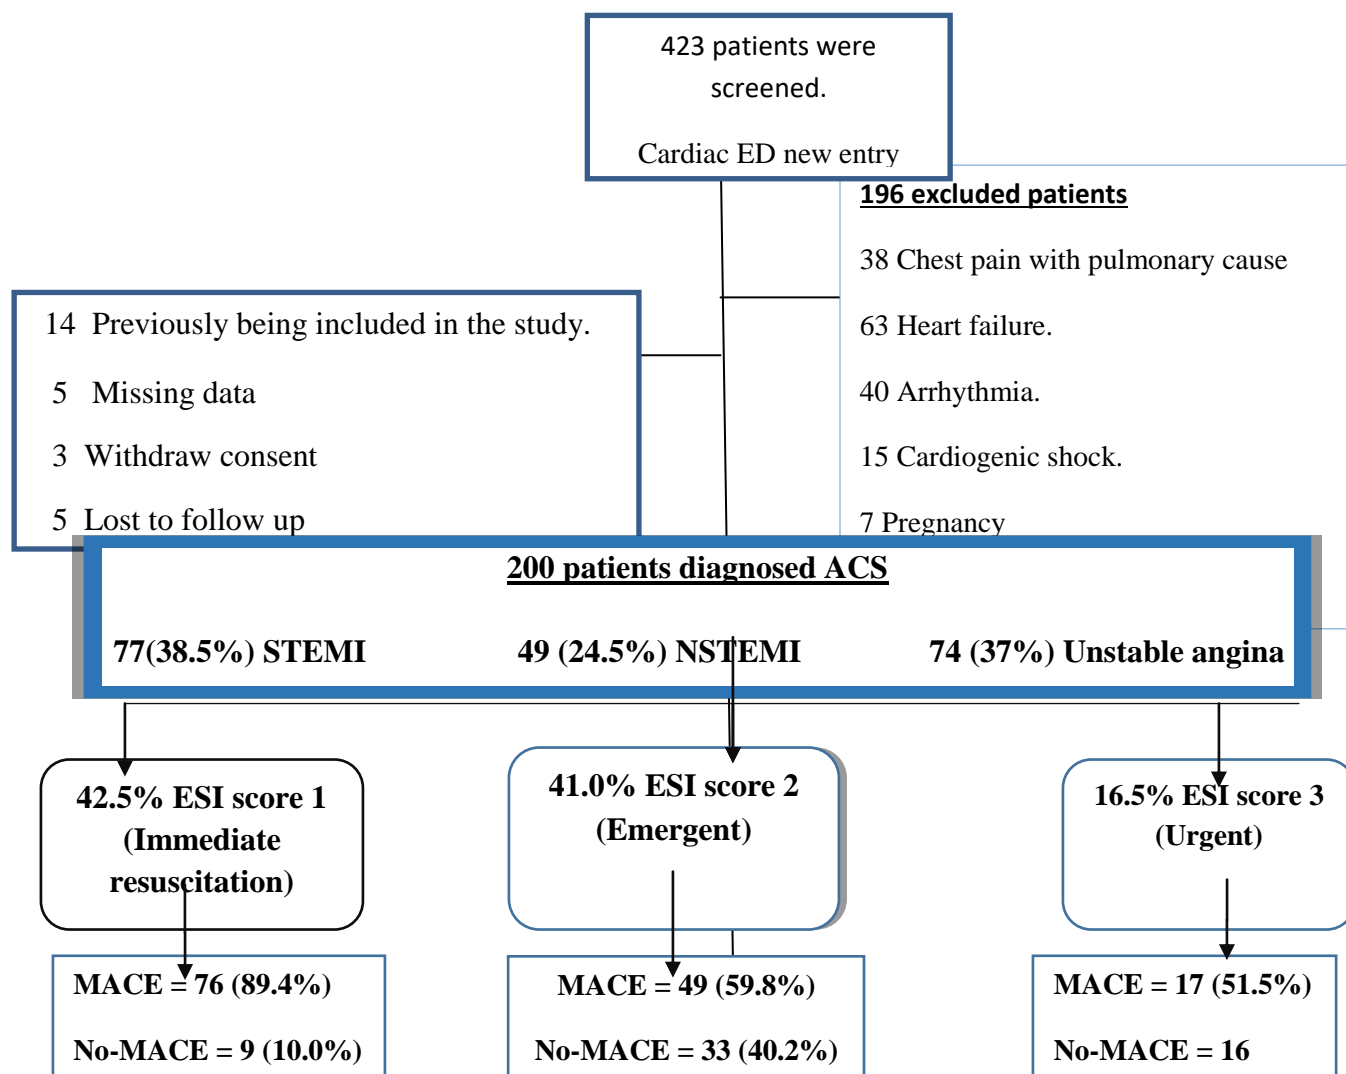 423 patients were
screened.
Cardiac ED new entry
196 excluded patients
38 Chest pain with pulmonary cause
63 Heart failure.
40 Arrhythmia.
15 Cardiogenic shock.
7 Pregnancy
14 Previously being included in the study.
5 Missing data
3 Withdraw consent
5 Lost to follow up
200 patients diagnosed ACS
77(38.5%) STEMI 49 (24.5%) NSTEMI 74 (37%) Unstable angina
42.5% ESI score 1
(Immediate
resuscitation)
41.0% ESI score 2
(Emergent)
16.5% ESI score 3
(Urgent)
MACE = 76 (89.4%)
No-MACE = 9 (10.0%)
MACE = 49 (59.8%)
No-MACE = 33 (40.2%)
MACE = 17 (51.5%)
No-MACE = 16